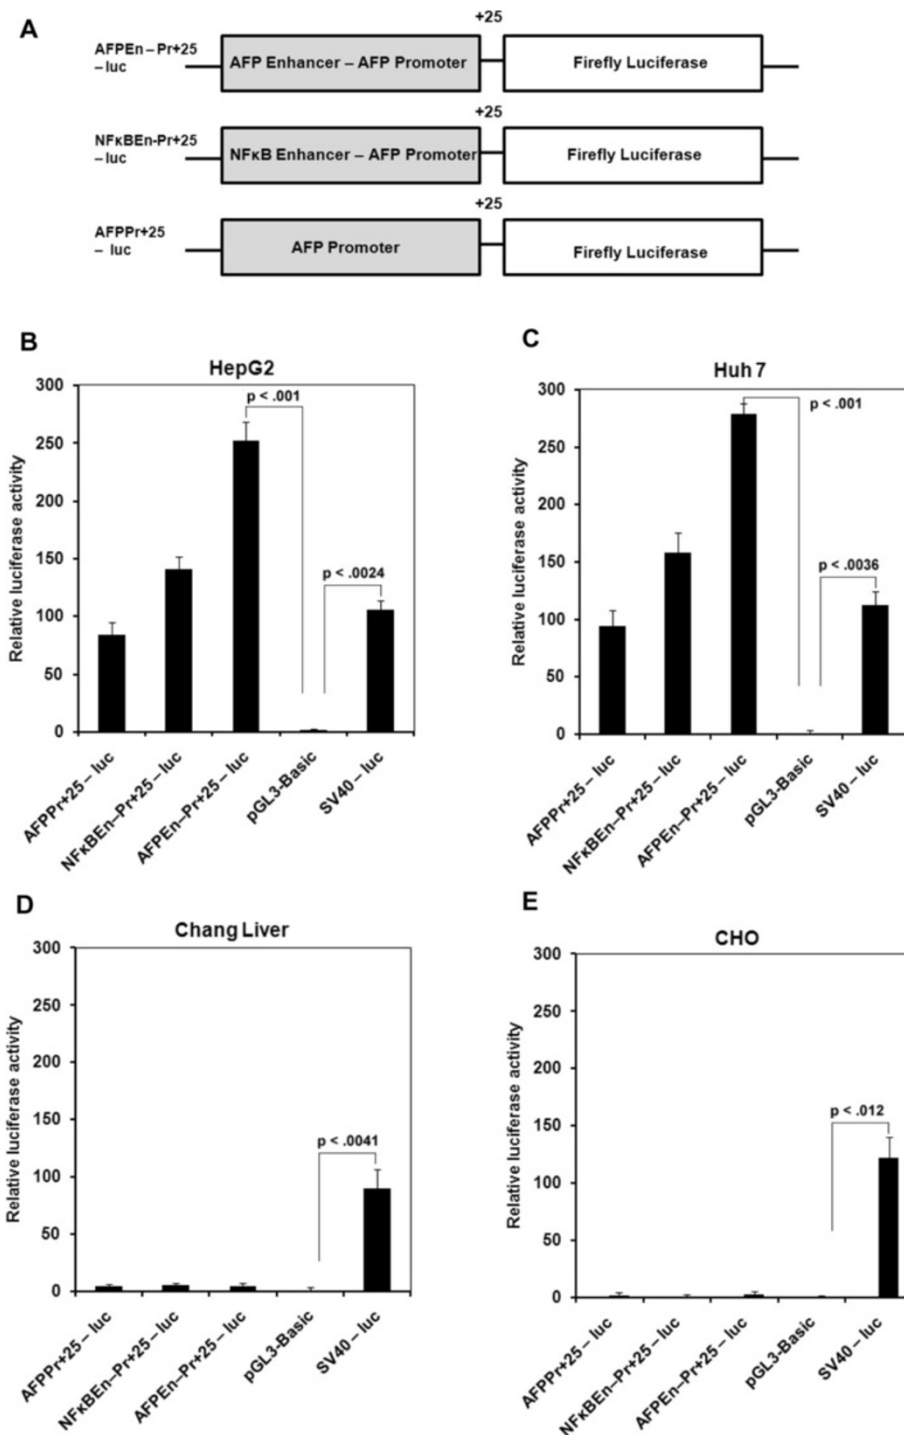 A
+25
AFPEn – Pr+25
– luc
AFP Enhancer – AFP Promoter
Firefly Luciferase
+25
NFκBEn-Pr+25
– luc
NFκB Enhancer – AFP Promoter
Firefly Luciferase
+25
AFPPr+25
– luc
AFP Promoter
Firefly Luciferase
B
HepG2
Relative luciferase activity
300
250
200
150
100
50
0
p < .001
p < .0024
AFPPr+25 – luc
NFκBEn–Pr+25 – luc
AFPEn–Pr+25 – luc
pGL3-Basic
SV40 – luc
C
Huh 7
Relative luciferase activity
300
250
200
150
100
50
0
p < .001
p < .0036
AFPPr+25 – luc
NFκBEn–Pr+25 – luc
AFPEn–Pr+25 – luc
pGL3-Basic
SV40 – luc
D
Chang Liver
Relative luciferase activity
300
250
200
150
100
50
0
p < .0041
AFPPr+25 – luc
NFκBEn–Pr+25 – luc
AFPEn–Pr+25 – luc
pGL3-Basic
SV40 – luc
E
CHO
Relative luciferase activity
300
250
200
150
100
50
0
p < .012
AFPPr+25 – luc
NFκBEn–Pr+25 – luc
AFPEn–Pr+25 – luc
pGL3-Basic
SV40 – luc